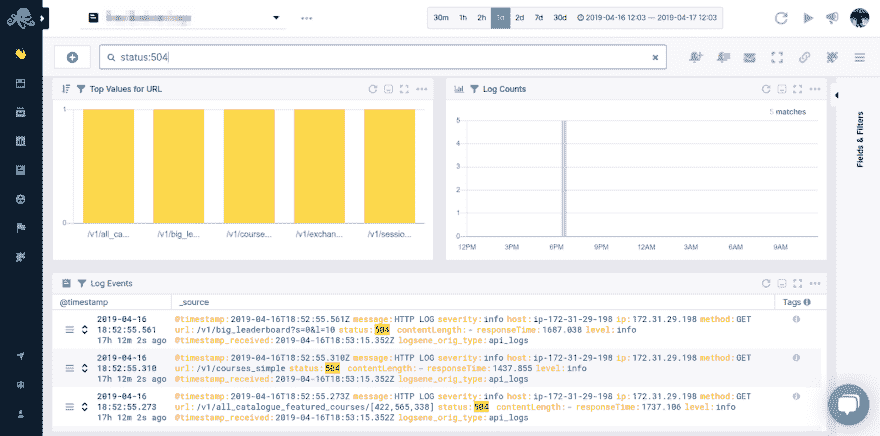 30m 1h 2h 1d 2d 7d 30d 2019-04-16 12:03 — 2019-04-17 12:03
status:504
Top Values for URL
1
0
/v1/all_ca... /v1/big_le... /v1/course... /v1/exchan... /v1/sessio...
Log Counts
5 matches
5
4
3
2
1
0
12PM 3PM 6PM 9PM 12AM 3AM 6AM 9AM
Fields & Filters
Log Events
@timestamp _source Tags
2019-04-16 @timestamp:2019-04-16T18:52:55.561Z message:HTTP LOG severity:info host:ip-172-31-29-198 ip:172.31.29.198 method:GET
18:52:55.561 url:/v1/big_leaderboard?s=0&l=10 status:504 contentLength:- responseTime:1687.038 level:info
17h 12m 2s ago @timestamp_received:2019-04-16T18:53:15.352Z logsene_orig_type:api_logs
2019-04-16 @timestamp:2019-04-16T18:52:55.310Z message:HTTP LOG severity:info host:ip-172-31-29-198 ip:172.31.29.198 method:GET
18:52:55.310 url:/v1/courses_simple status:504 contentLength:- responseTime:1437.855 level:info
17h 12m 2s ago @timestamp_received:2019-04-16T18:53:15.352Z logsene_orig_type:api_logs
2019-04-16 @timestamp:2019-04-16T18:52:55.273Z message:HTTP LOG severity:info host:ip-172-31-29-198 ip:172.31.29.198 method:GET
18:52:55.273 url:/v1/all_catalogue_featured_courses/[422,565,338] status:504 contentLength:- responseTime:1737.106 level:info
17h 12m 2s ago @timestamp_received:2019-04-16T18:53:15.352Z logsene_orig_type:api_logs